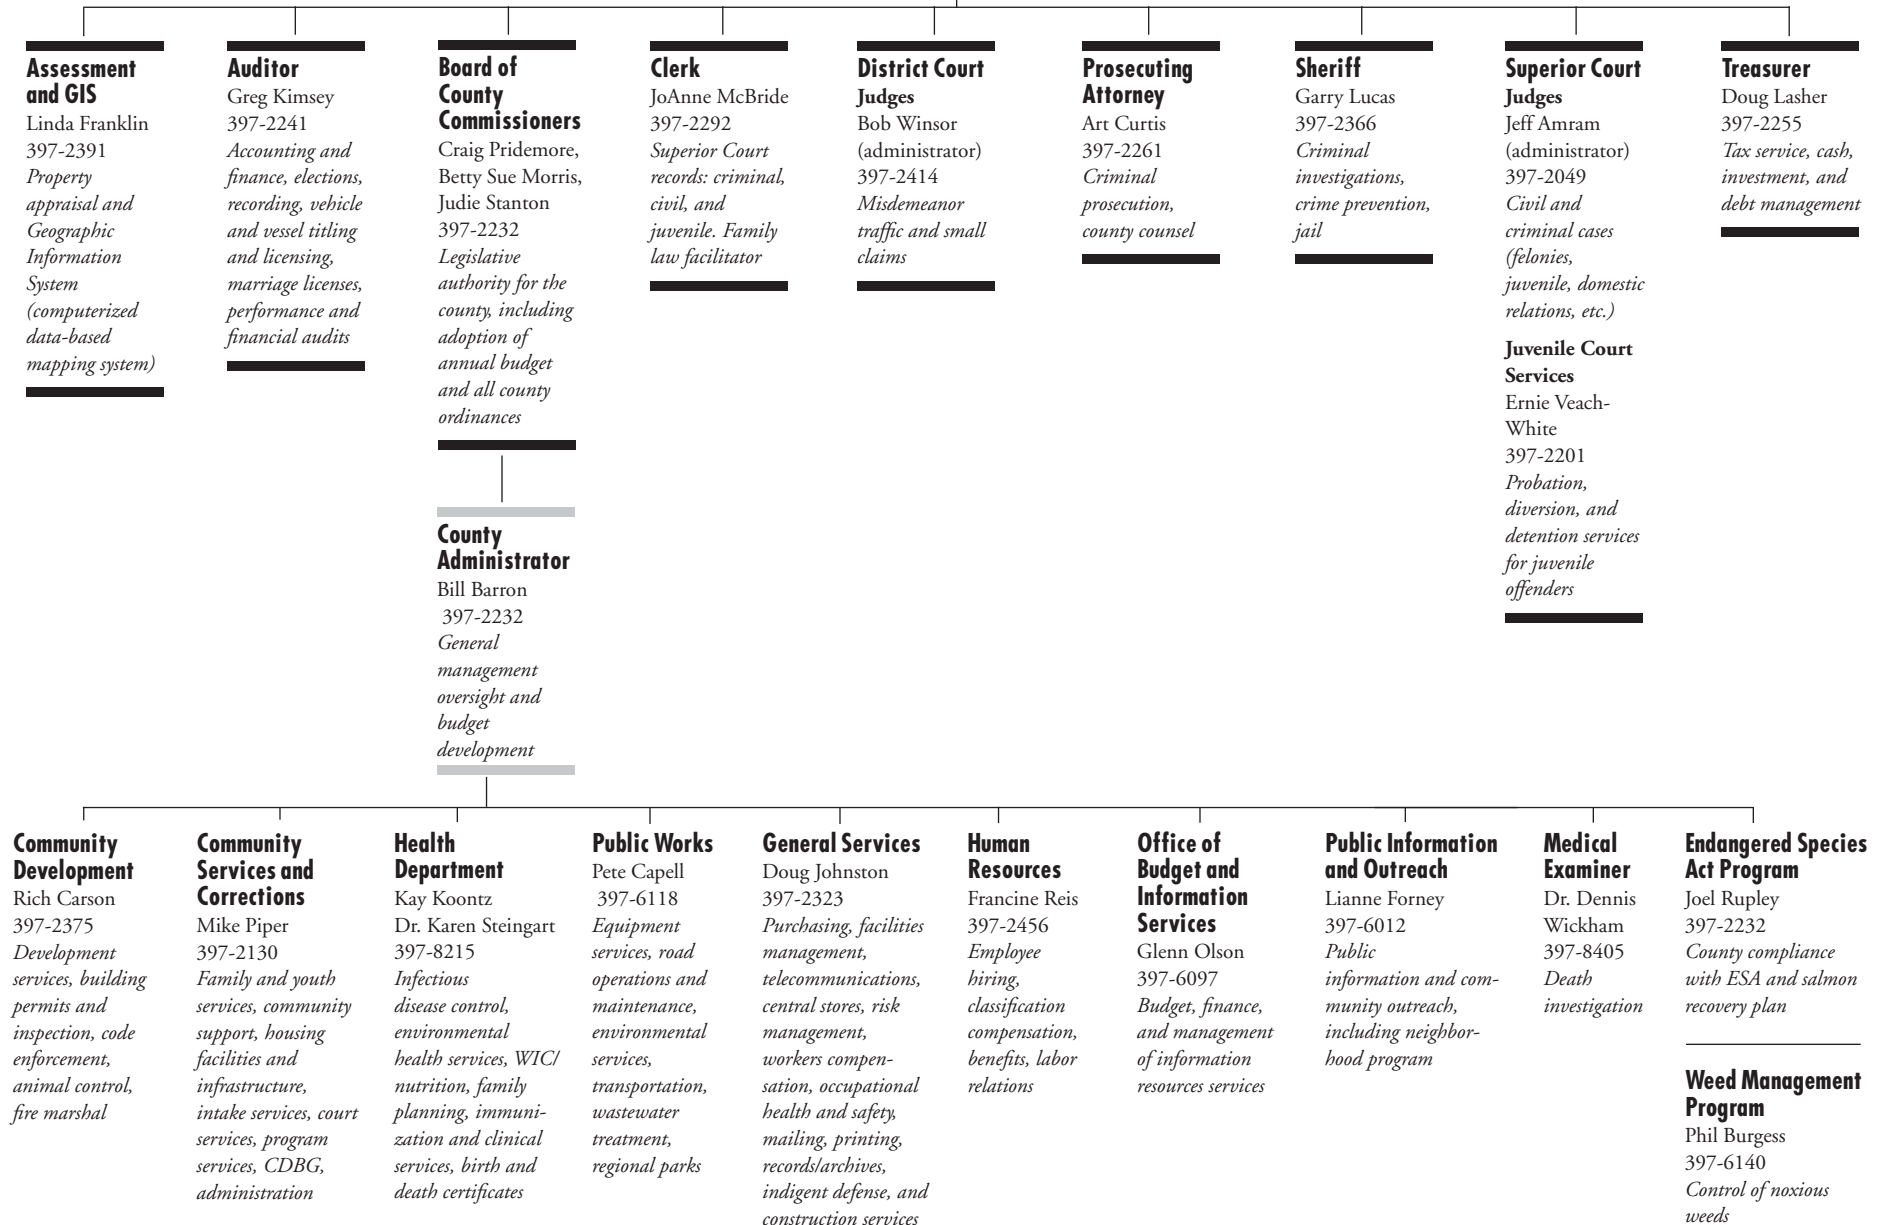 Assessment
and GIS
Linda Franklin
397-2391
Property
appraisal and
Geographic
Information
System
(computerized
data-based
mapping system)
Auditor
Greg Kimsey
397-2241
Accounting and
finance, elections,
recording, vehicle
and vessel titling
and licensing,
marriage licenses,
performance and
financial audits
Board of
County
Commissioners
Craig Pridemore,
Betty Sue Morris,
Judie Stanton
397-2232
Legislative
authority for the
county, including
adoption of
annual budget
and all county
ordinances
Clerk
JoAnne McBride
397-2292
Superior Court
records: criminal,
civil, and
juvenile. Family
law facilitator
District Court
Judges
Bob Winsor
(administrator)
397-2414
Misdemeanor
traffic and small
claims
Prosecuting
Attorney
Art Curtis
397-2261
Criminal
prosecution,
county counsel
Sheriff
Garry Lucas
397-2366
Criminal
investigations,
crime prevention,
jail
Superior Court
Judges
Jeff Amram
(administrator)
397-2049
Civil and
criminal cases
(felonies,
juvenile, domestic
relations, etc.)
Juvenile Court
Services
Ernie Veach-
White
397-2201
Probation,
diversion, and
detention services
for juvenile
offenders
Treasurer
Doug Lasher
397-2255
Tax service, cash,
investment, and
debt management
County
Administrator
Bill Barron
397-2232
General
management
oversight and
budget
development
Community
Development
Rich Carson
397-2375
Development
services, building
permits and
inspection, code
enforcement,
animal control,
fire marshal
Community
Services and
Corrections
Mike Piper
397-2130
Family and youth
services, community
support, housing
facilities and
infrastructure,
intake services, court
services, program
services, CDBG,
administration
Health
Department
Kay Koontz
Dr. Karen Steingart
397-8215
Infectious
disease control,
environmental
health services, WIC/
nutrition, family
planning, immuni-
zation and clinical
services, birth and
death certificates
Public Works
Pete Capell
397-6118
Equipment
services, road
operations and
maintenance,
environmental
services,
transportation,
wastewater
treatment,
regional parks
General Services
Doug Johnston
397-2323
Purchasing, facilities
management,
telecommunications,
central stores, risk
management,
workers compen-
sation, occupational
health and safety,
mailing, printing,
records/archives,
indigent defense, and
construction services
Human
Resources
Francine Reis
397-2456
Employee
hiring,
classification
compensation,
benefits, labor
relations
Office of
Budget and
Information
Services
Glenn Olson
397-6097
Budget, finance,
and management
of information
resources services
Public Information
and Outreach
Lianne Forney
397-6012
Public
information and com-
munity outreach,
including neighbor-
hood program
Medical
Examiner
Dr. Dennis
Wickham
397-8405
Death
investigation
Endangered Species
Act Program
Joel Rupley
397-2232
County compliance
with ESA and salmon
recovery plan
Weed Management
Program
Phil Burgess
397-6140
Control of noxious
weeds